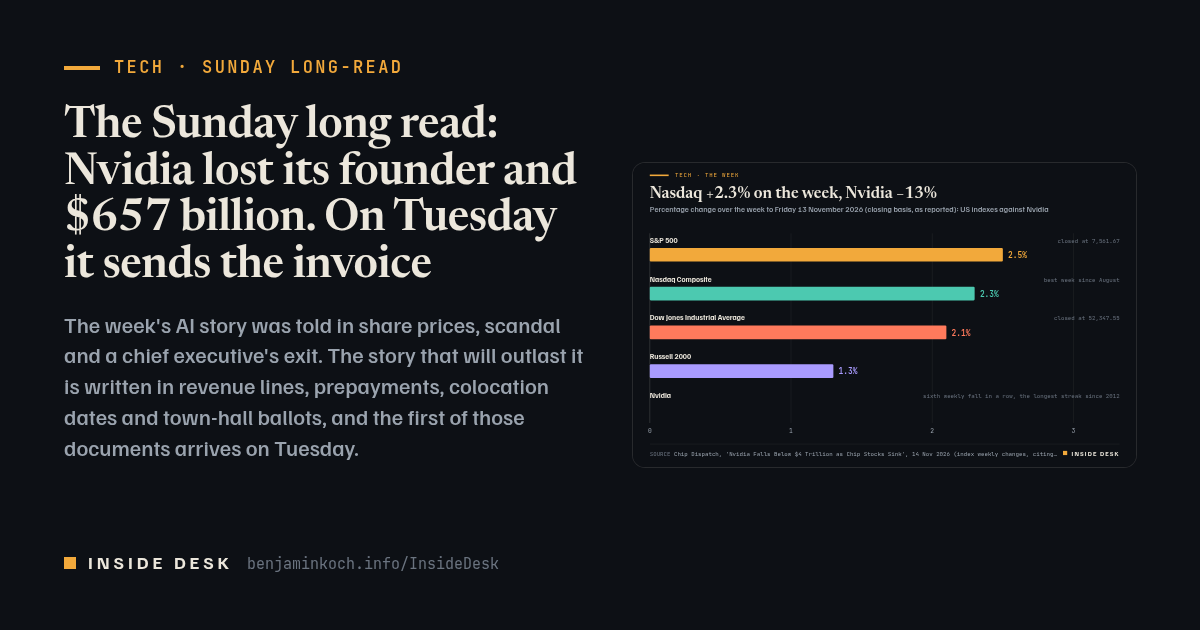 TECH · SUNDAY LONG-READ
The Sunday long read:
Nvidia lost its founder and
$657 billion. On Tuesday
it sends the invoice
The week's AI story was told in share prices, scandal
and a chief executive's exit. The story that will outlast it
is written in revenue lines, prepayments, colocation
dates and town-hall ballots, and the first of those
documents arrives on Tuesday.
INSIDE DESK benjaminkoch.info/InsideDesk
TECH · THE WEEK
Nasdaq +2.3% on the week, Nvidia −13%
Percentage change over the week to Friday 13 November 2026 (closing basis, as reported): US indexes against Nvidia
S&P 500 closed at 7,561.67
2.5%
Nasdaq Composite best week since August
2.3%
Dow Jones Industrial Average closed at 52,347.55
2.1%
Russell 2000
1.3%
Nvidia sixth weekly fall in a row, the longest streak since 2012
0 1 2 3
SOURCE Chip Dispatch, 'Nvidia Falls Below $4 Trillion as Chip Stocks Sink', 14 Nov 2026 (index weekly changes, citing… INSIDE DESK